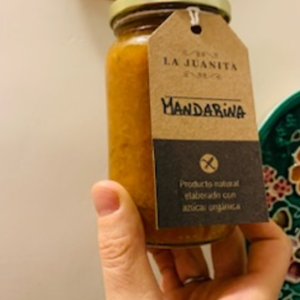 LA JUANITA
MANDARINA
Producto natural
elaborado con
azúcar orgánica